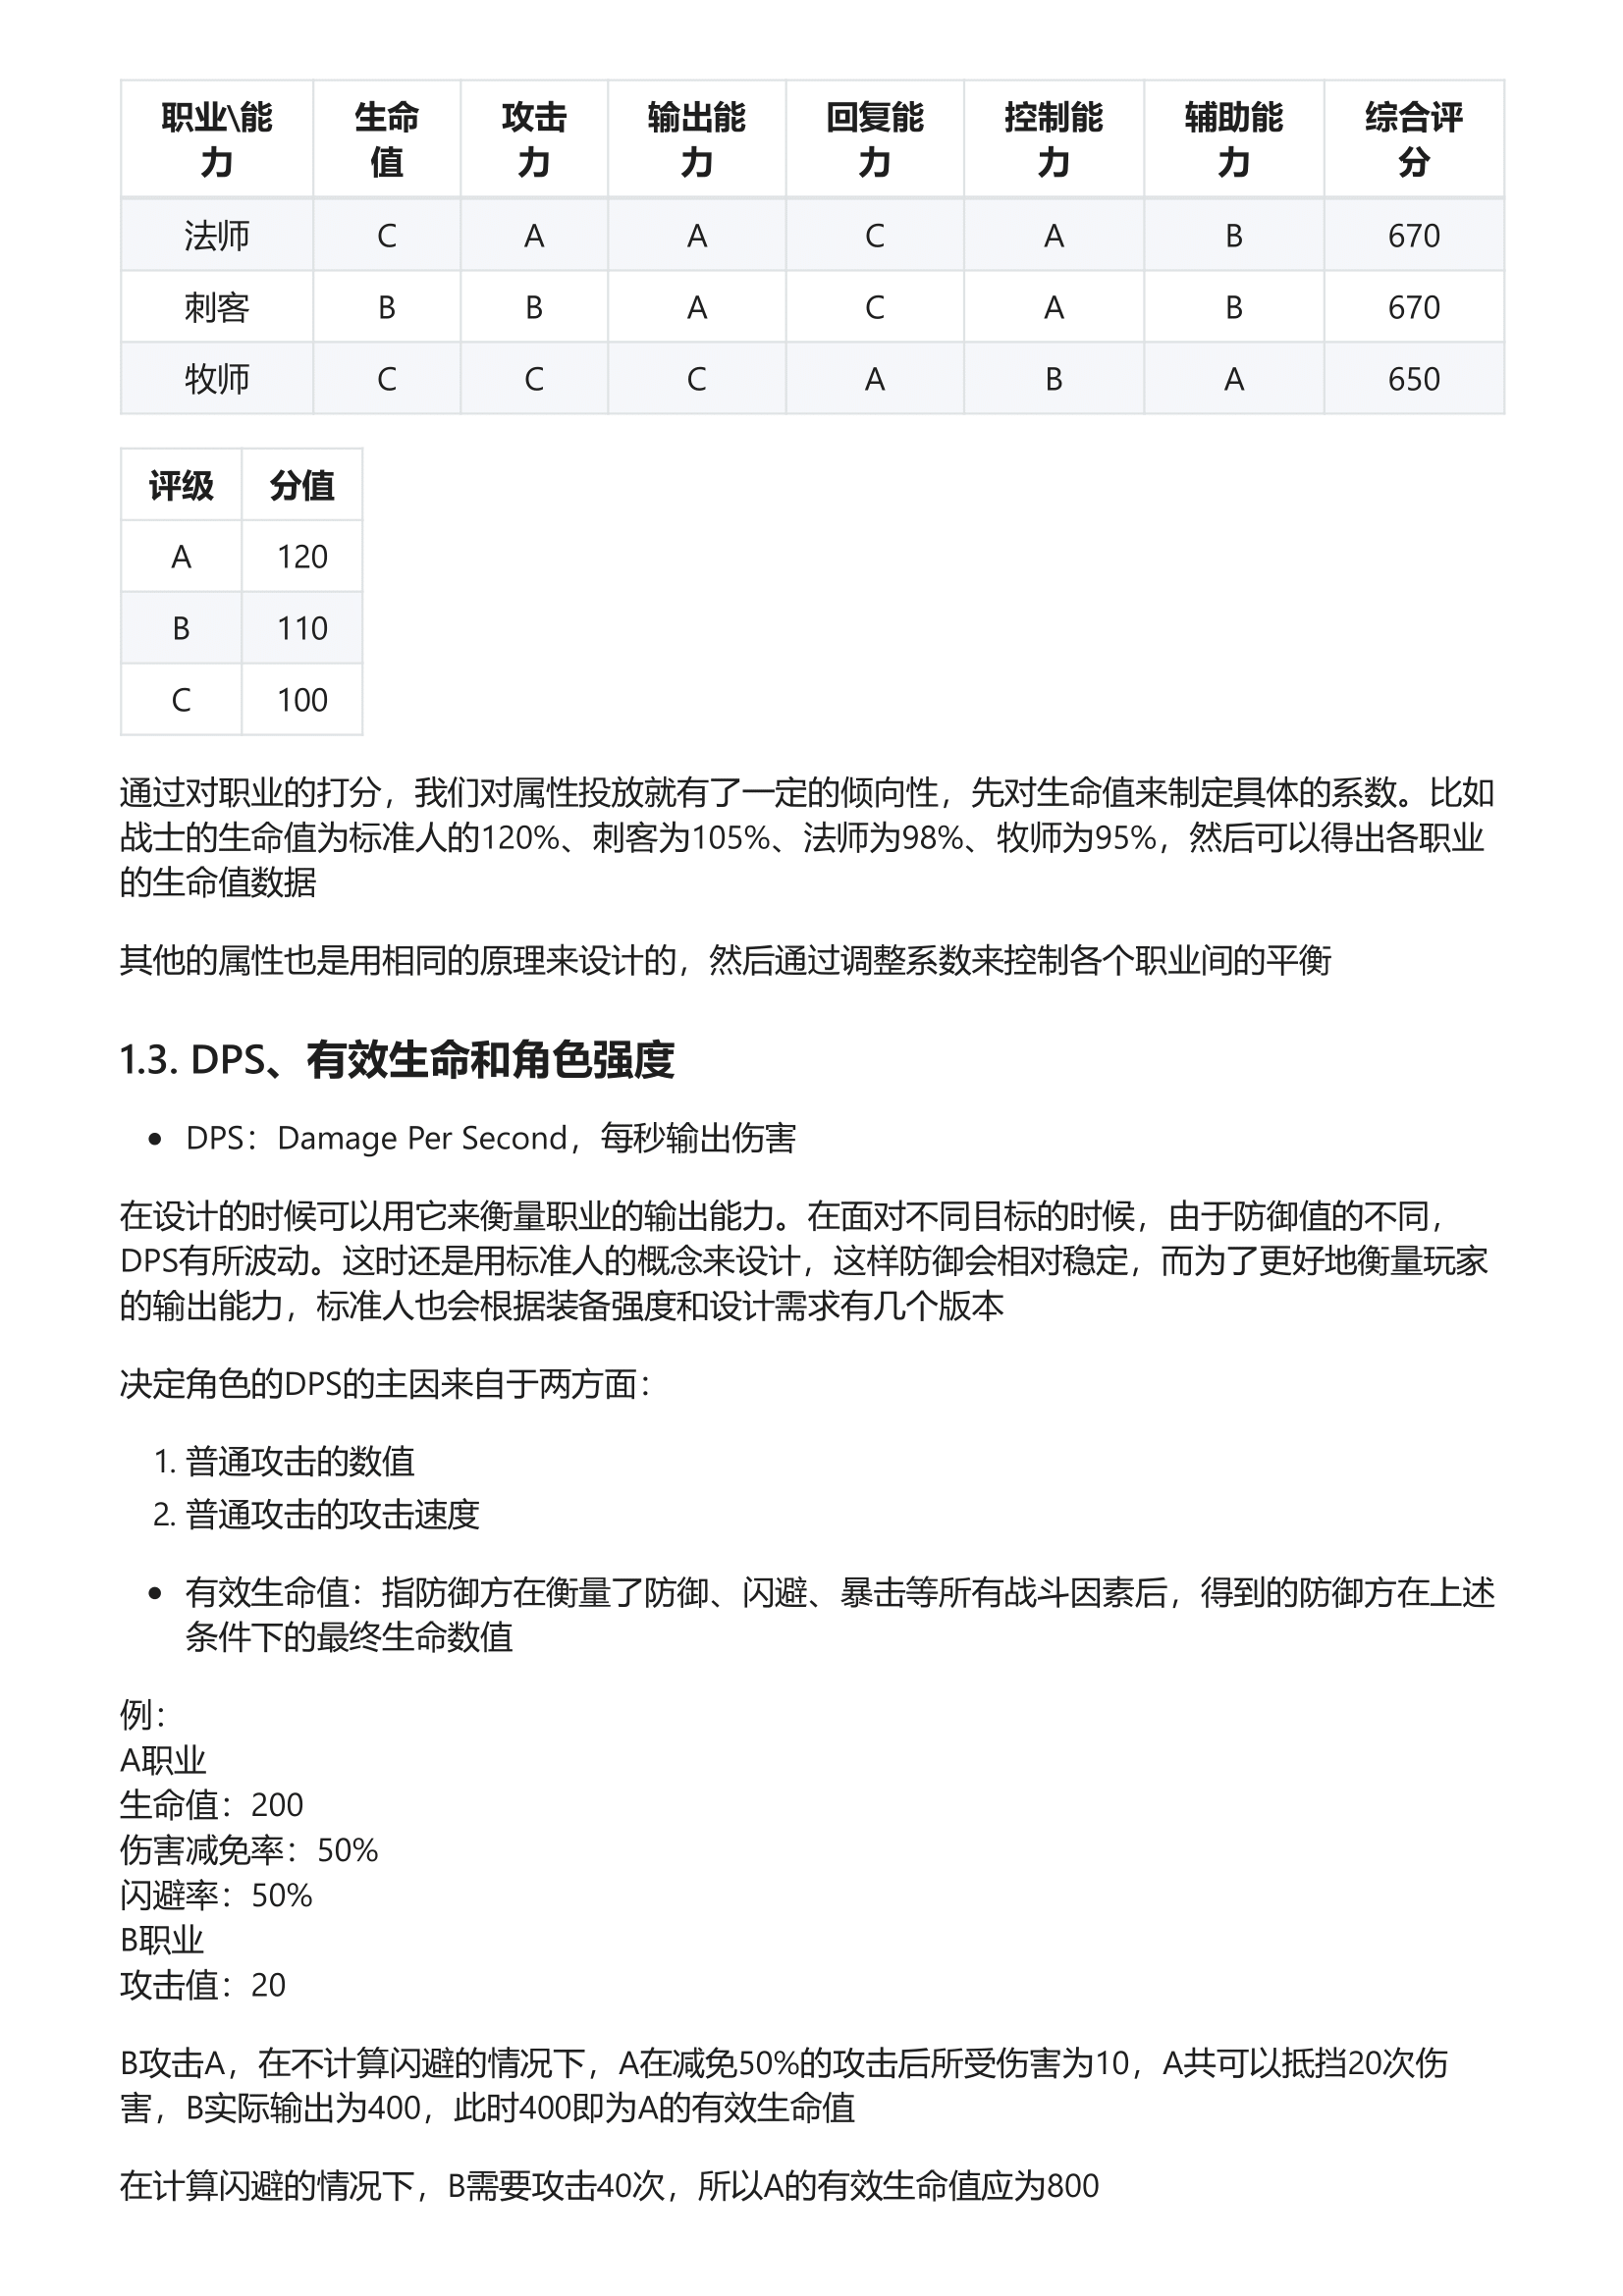 职业\能力 生命值 攻击力 输出能力 回复能力 控制能力 辅助能力 综合评分
法师 C A A C A B 670
刺客 B B A C A B 670
牧师 C C C A B A 650
评级 分值
A 120
B 110
C 100
通过对职业的打分，我们对属性投放就有了一定的倾向性，先对生命值来制定具体的系数。比如
战士的生命值为标准人的120%、刺客为105%、法师为98%、牧师为95%，然后可以得出各职业
的生命值数据
其他的属性也是用相同的原理来设计的，然后通过调整系数来控制各个职业间的平衡
1.3. DPS、有效生命和角色强度
• DPS：Damage Per Second，每秒输出伤害
在设计的时候可以用它来衡量职业的输出能力。在面对不同目标的时候，由于防御值的不同，
DPS有所波动。这时还是用标准人的概念来设计，这样防御会相对稳定，而为了更好地衡量玩家
的输出能力，标准人也会根据装备强度和设计需求有几个版本
决定角色的DPS的主因来自于两方面：
1. 普通攻击的数值
2. 普通攻击的攻击速度
• 有效生命值：指防御方在衡量了防御、闪避、暴击等所有战斗因素后，得到的防御方在上述
条件下的最终生命数值
例：
A职业
生命值：200
伤害减免率：50%
闪避率：50%
B职业
攻击值：20
B攻击A，在不计算闪避的情况下，A在减免50%的攻击后所受伤害为10，A共可以抵挡20次伤
害，B实际输出为400，此时400即为A的有效生命值
在计算闪避的情况下，B需要攻击40次，所以A的有效生命值应为800